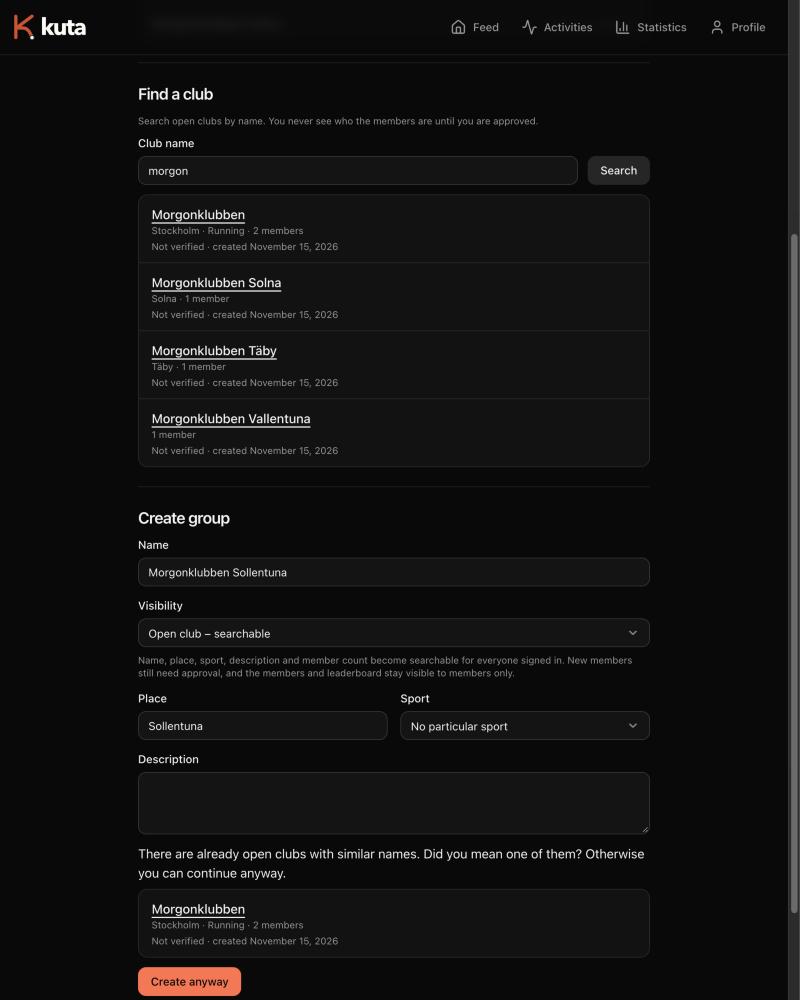 kuta
Feed
Activities
Statistics
Profile
Find a club
Search open clubs by name. You never see who the members are until you are approved.
Club name
morgon
Search
Morgonklubben
Stockholm · Running · 2 members
Not verified · created November 15, 2026
Morgonklubben Solna
Solna · 1 member
Not verified · created November 15, 2026
Morgonklubben Täby
Täby · 1 member
Not verified · created November 15, 2026
Morgonklubben Vallentuna
1 member
Not verified · created November 15, 2026
Create group
Name
Morgonklubben Sollentuna
Visibility
Open club – searchable
Name, place, sport, description and member count become searchable for everyone signed in. New members
still need approval, and the members and leaderboard stay visible to members only.
Place
Sport
Sollentuna
No particular sport
Description
There are already open clubs with similar names. Did you mean one of them? Otherwise
you can continue anyway.
Morgonklubben
Stockholm · Running · 2 members
Not verified · created November 15, 2026
Create anyway